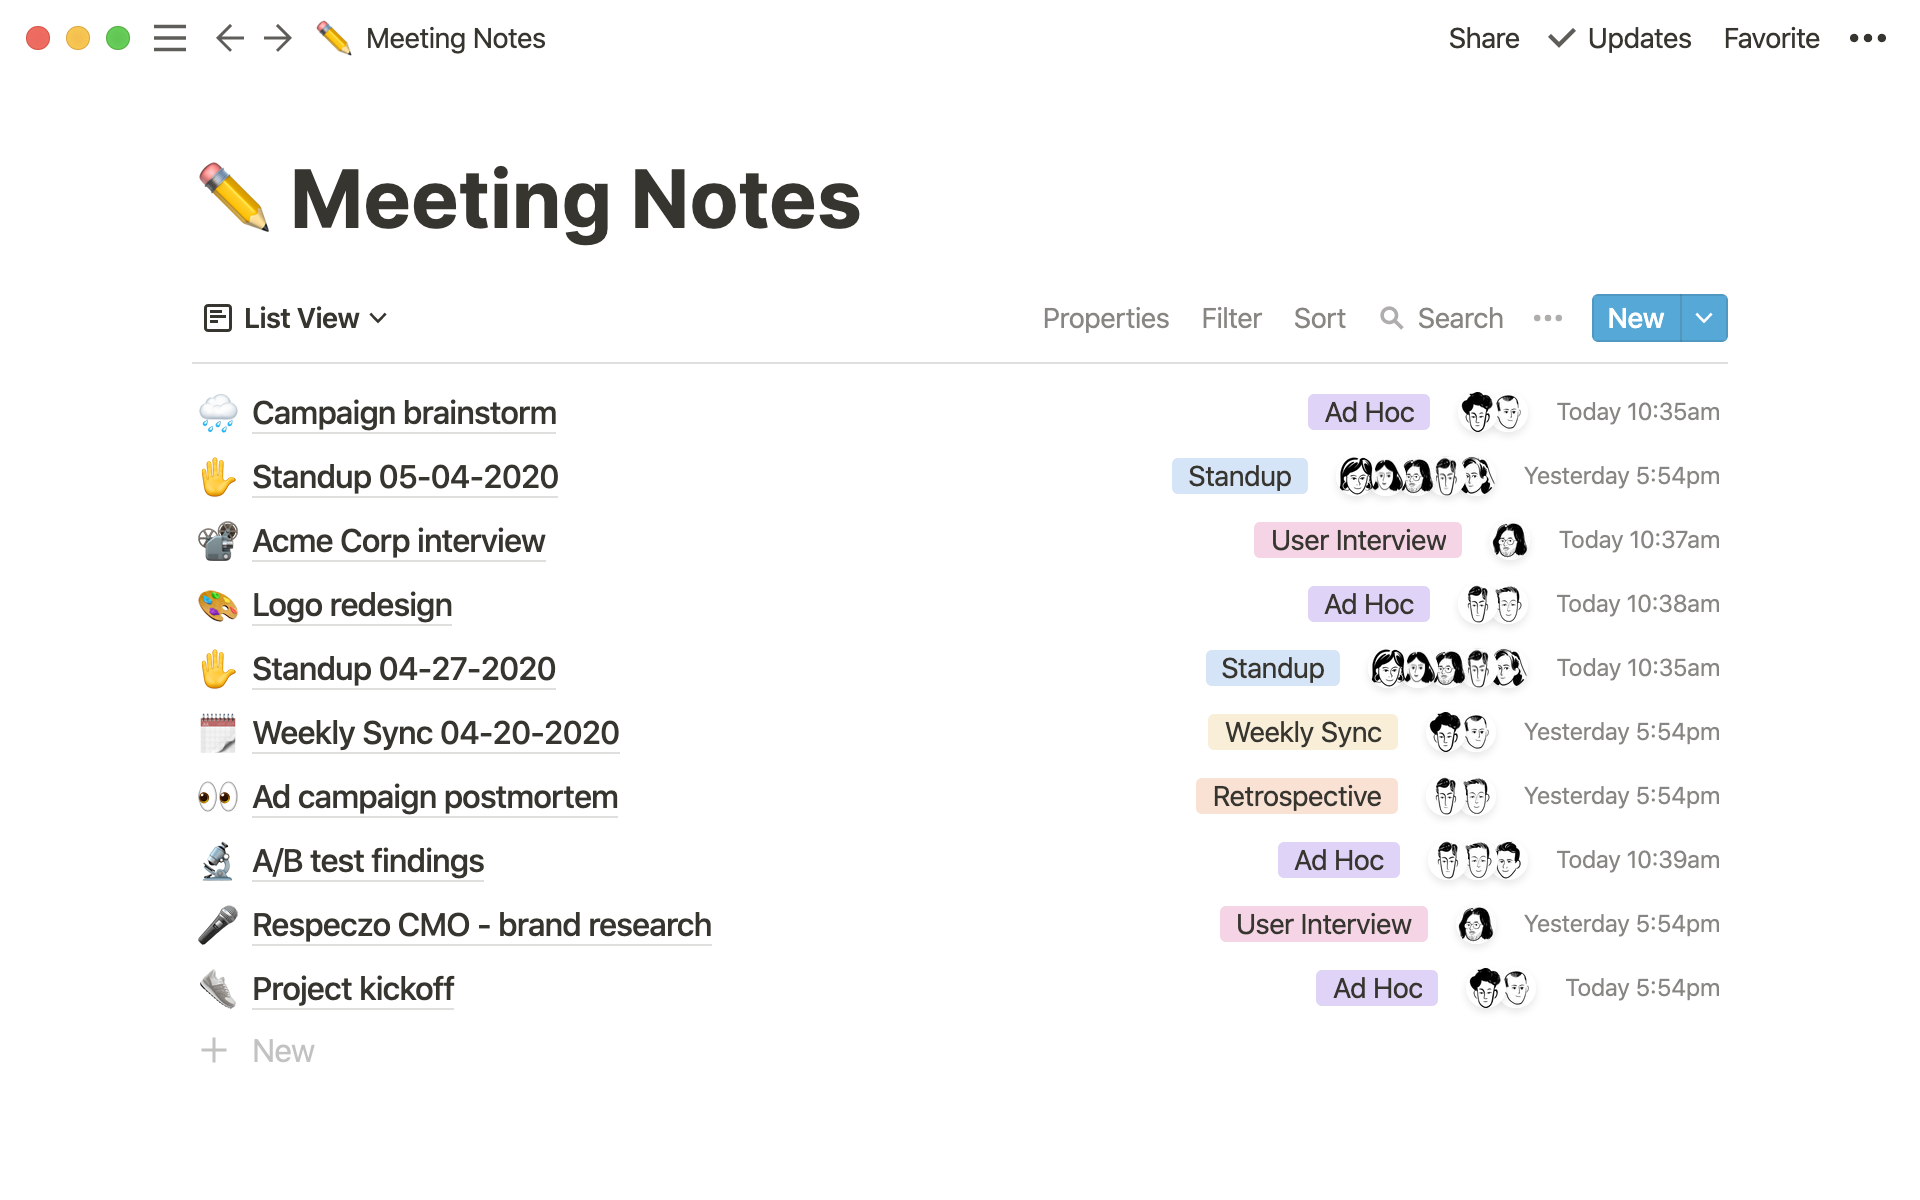 Meeting Notes Share Updates Favorite
Meeting Notes
List View Properties Filter Sort Search New
Campaign brainstorm Ad Hoc Today 10:35am
Standup 05-04-2020 Standup Yesterday 5:54pm
Acme Corp interview User Interview Today 10:37am
Logo redesign Ad Hoc Today 10:38am
Standup 04-27-2020 Standup Today 10:35am
Weekly Sync 04-20-2020 Weekly Sync Yesterday 5:54pm
Ad campaign postmortem Retrospective Yesterday 5:54pm
A/B test findings Ad Hoc Today 10:39am
Respeczo CMO - brand research User Interview Yesterday 5:54pm
Project kickoff Ad Hoc Today 5:54pm
New